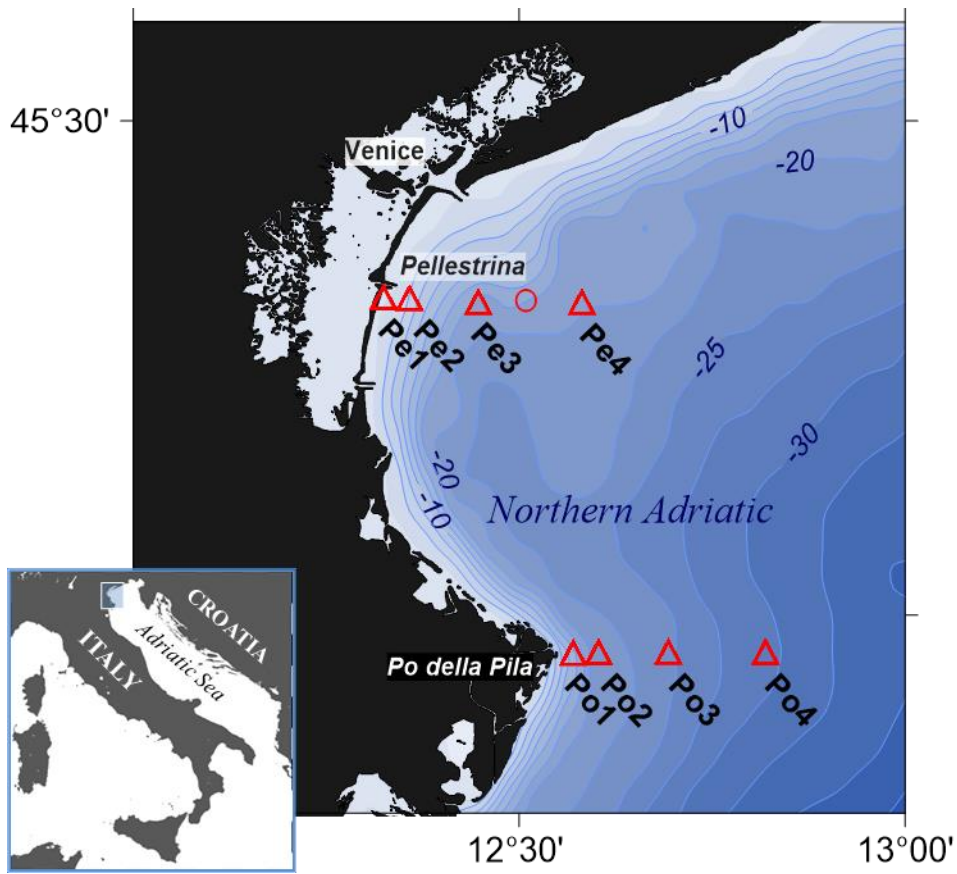 45°30'
-10
Venice
-20
Pellestrina
Pe1
Pe2
Pe3
Pe4
-25
-30
-20
-10
Northern Adriatic
CROATIA
ITALY
Adriatic Sea
Po della Pila
Po1
Po2
Po3
Po4
12°30'
13°00'